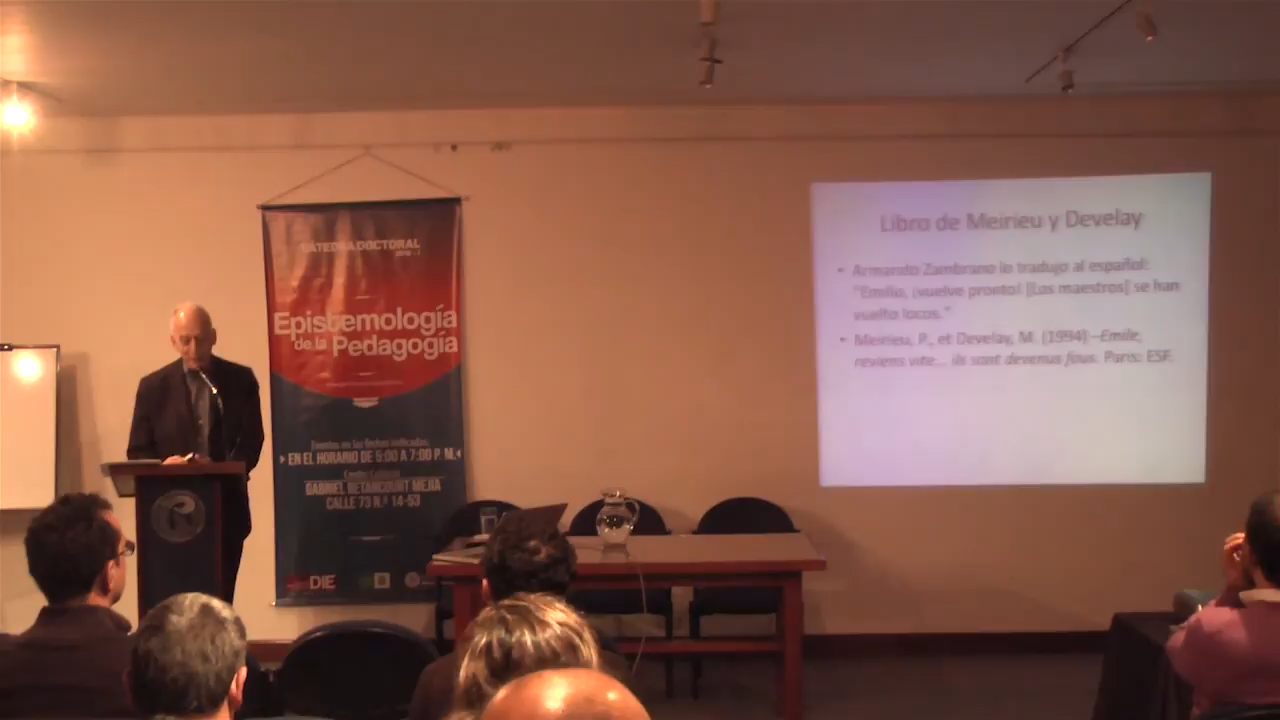 CÁTEDRA DOCTORAL
Epistemología
de la Pedagogía
EN EL HORARIO DE 5:00 A 7:00 P. M.
GABRIEL BETANCOURT MEJÍA
CALLE 73 N.º 14-53
DIE
Libro de Meirieu y Develay
• Armando Zambrano lo tradujo al español:
"Emilio, ¡vuelve pronto! [Los maestros] se han
vuelto locos."
• Meirieu, P., et Develay, M. (1994) –Emile,
reviens vite... ils sont devenus fous. Paris: ESF.